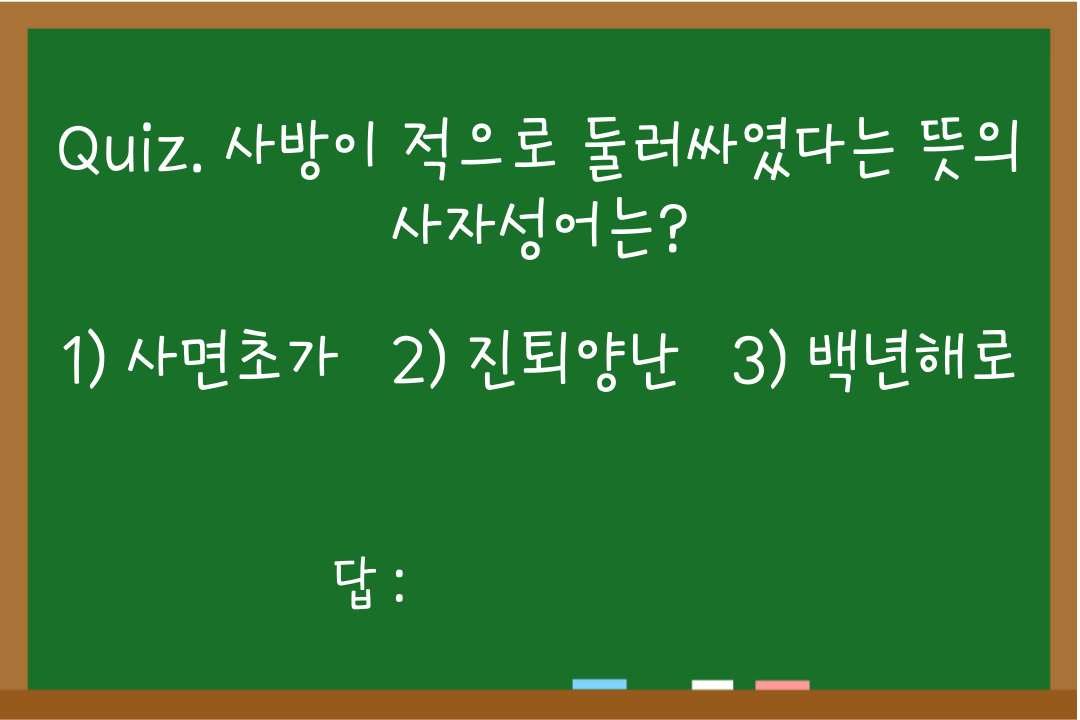 Quiz. 사방이 적으로 둘러싸였다는 뜻의
사자성어는?
1) 사면초가 2) 진퇴양난 3) 백년해로
답 :